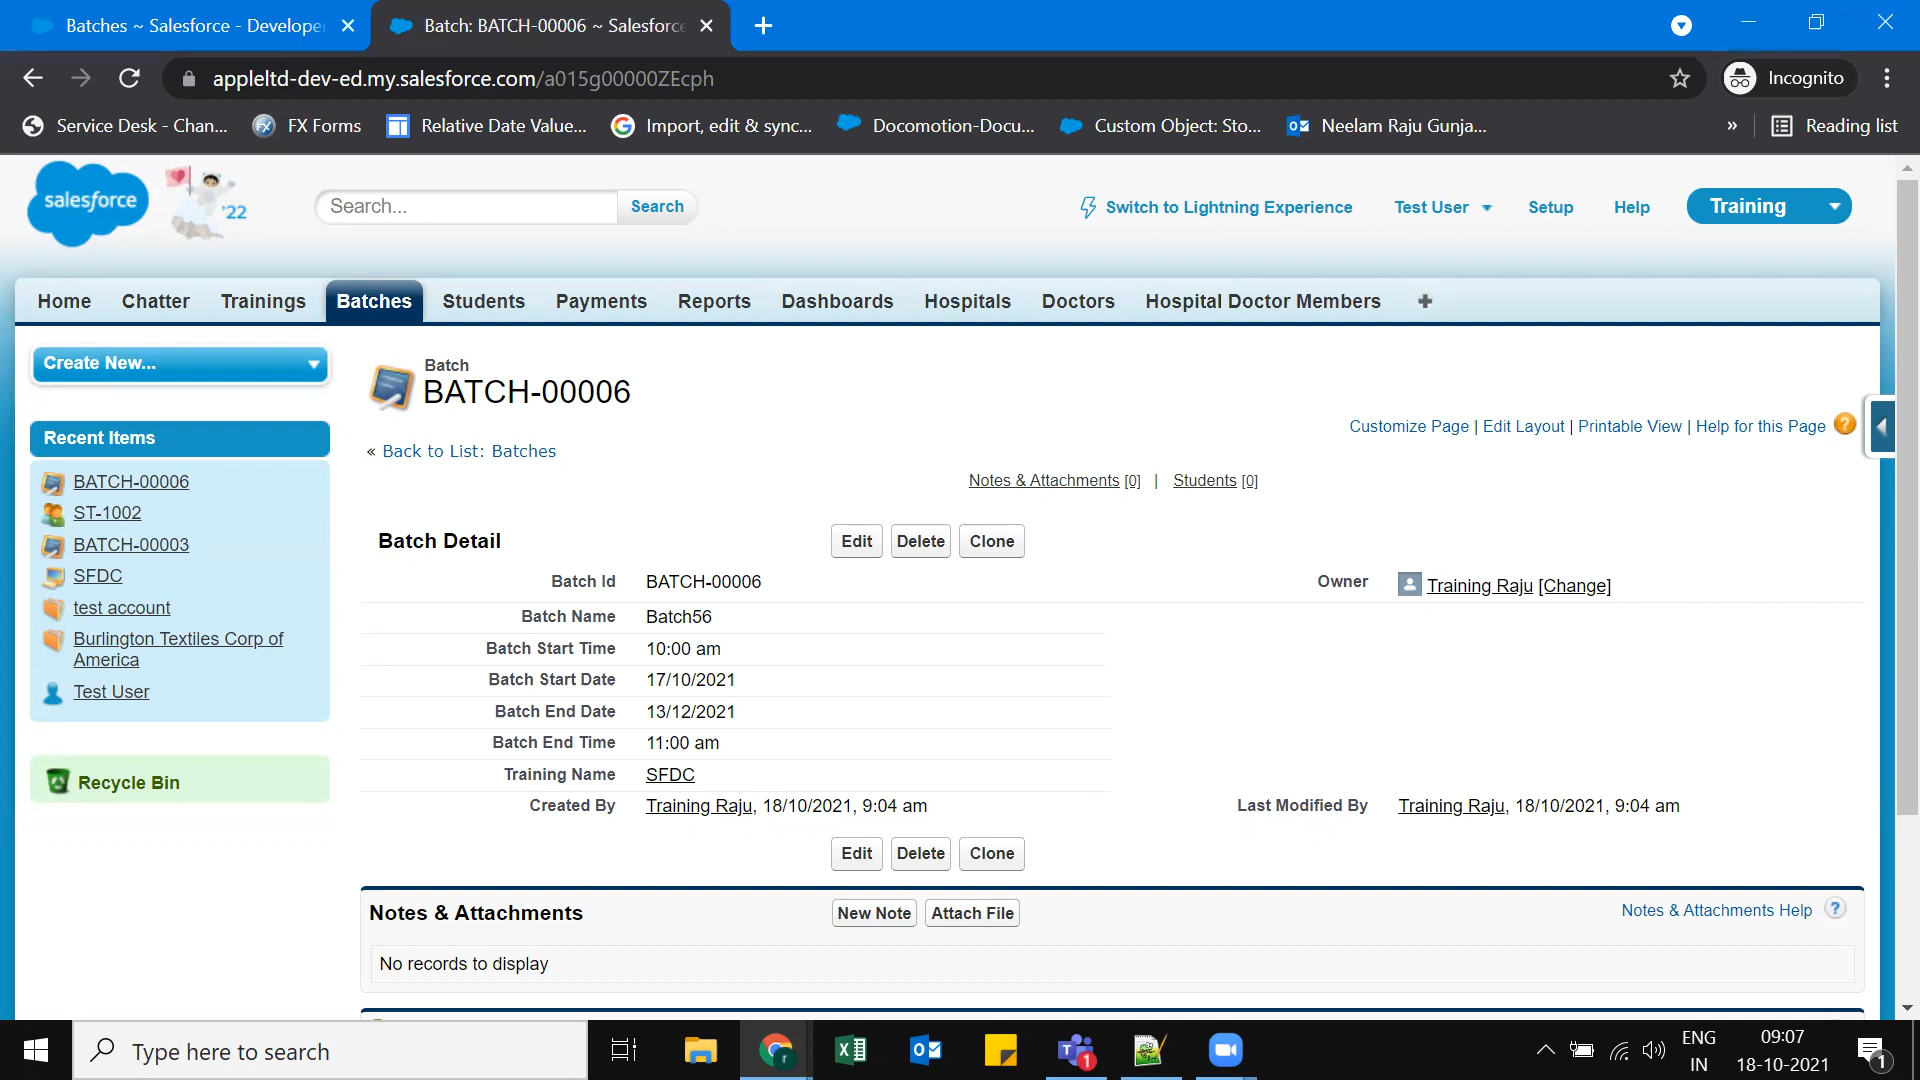 Batches ~ Salesforce - Develope
Batch: BATCH-00006 ~ Salesforce
appleltd-dev-ed.my.salesforce.com/a015g00000ZEcph
Incognito
Service Desk - Chan...
FX Forms
Relative Date Value...
Import, edit & sync...
Docomotion-Docu...
Custom Object: Sto...
Neelam Raju Gunja...
»
Reading list
salesforce
'22
Search...
Search
Switch to Lightning Experience
Test User
Setup
Help
Training
Home
Chatter
Trainings
Batches
Students
Payments
Reports
Dashboards
Hospitals
Doctors
Hospital Doctor Members
Create New...
Recent Items
BATCH-00006
ST-1002
BATCH-00003
SFDC
test account
Burlington Textiles Corp of
America
Test User
Recycle Bin
Batch
BATCH-00006
Customize Page | Edit Layout | Printable View | Help for this Page
« Back to List: Batches
Notes & Attachments [0] | Students [0]
Batch Detail
Edit Delete Clone
Batch Id BATCH-00006
Owner Training Raju [Change]
Batch Name Batch56
Batch Start Time 10:00 am
Batch Start Date 17/10/2021
Batch End Date 13/12/2021
Batch End Time 11:00 am
Training Name SFDC
Created By Training Raju, 18/10/2021, 9:04 am
Last Modified By Training Raju, 18/10/2021, 9:04 am
Edit Delete Clone
Notes & Attachments
New Note Attach File
Notes & Attachments Help ?
No records to display
Type here to search
1
ENG
IN
09:07
18-10-2021
1